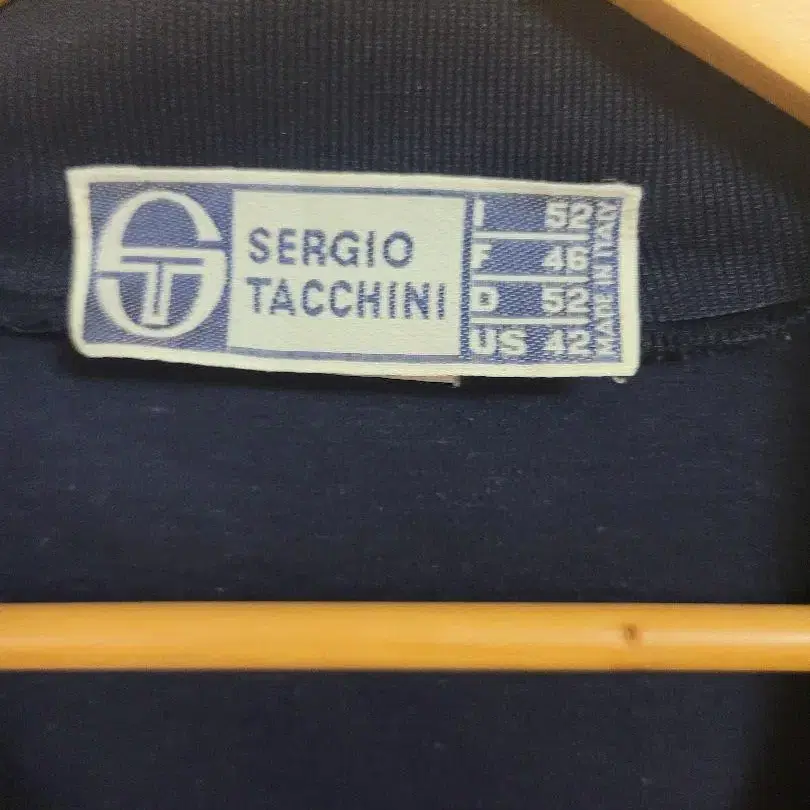 SERGIO
TACCHINI
I 52
F 46
D 52
US 42
MADE IN ITALY